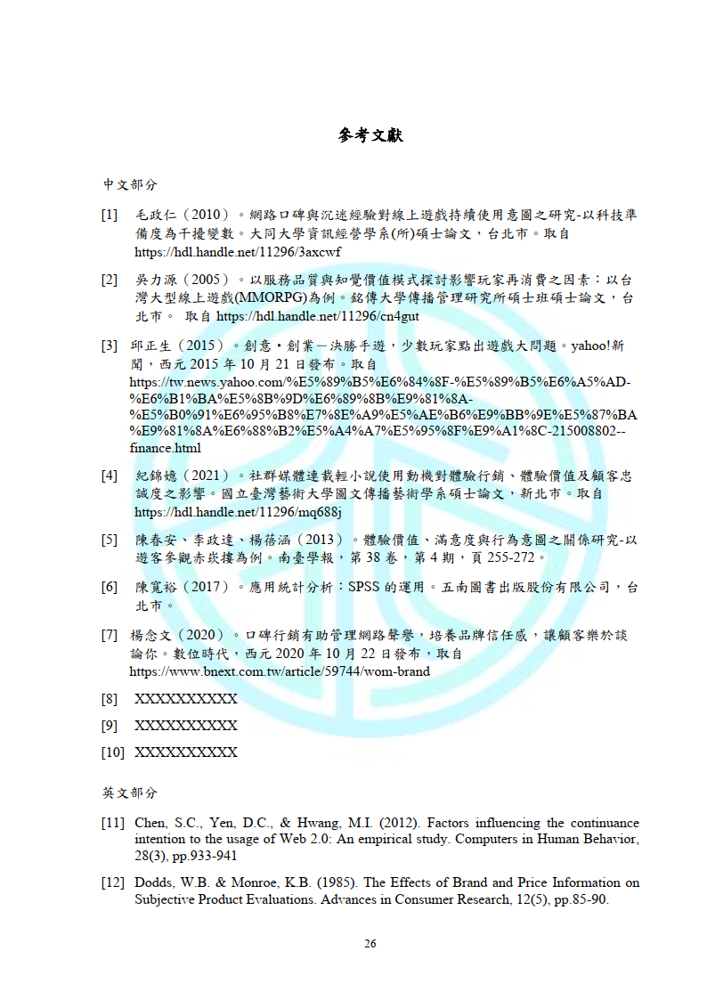 參考文獻
中文部分
[1] 毛政仁（2010）。網路口碑與沉迷經驗對線上遊戲持續使用意圖之研究-以科技準
備度為干擾變數。大同大學資訊經營學系(所)碩士論文，台北市。取自
https://hdl.handle.net/11296/3axcwf
[2] 吳力源（2005）。以服務品質與知覺價值模式探討影響玩家再消費之因素：以台
灣大型線上遊戲(MMORPG)為例。銘傳大學傳播管理研究所碩士班碩士論文，台
北市。 取自 https://hdl.handle.net/11296/cn4gut
[3] 邱正生（2015）。創意‧創業－決勝手遊，少數玩家點出遊戲大問題。yahoo!新
聞，西元 2015 年 10 月 21 日發布。取自
https://tw.news.yahoo.com/%E5%89%B5%E6%84%8F-%E5%89%B5%E6%A5%AD-
%E6%B1%BA%E5%8B%9D%E6%89%8B%E9%81%8A-
%E5%B0%91%E6%95%B8%E7%8E%A9%E5%AE%B6%E9%BB%9E%E5%87%BA
%E9%81%8A%E6%88%B2%E5%A4%A7%E5%95%8F%E9%A1%8C-215008802--
finance.html
[4] 紀錦嬑（2021）。社群媒體連載輕小說使用動機對體驗行銷、體驗價值及顧客忠
誠度之影響。國立臺灣藝術大學圖文傳播藝術學系碩士論文，新北市。取自
https://hdl.handle.net/11296/mq688j
[5] 陳春安、李政達、楊蓓涵（2013）。體驗價值、滿意度與行為意圖之關係研究-以
遊客參觀赤崁摟為例。南臺學報，第 38 卷，第 4 期，頁 255-272。
[6] 陳寬裕（2017）。應用統計分析：SPSS 的運用。五南圖書出版股份有限公司，台
北市。
[7] 楊念文（2020）。口碑行銷有助管理網路聲譽，培養品牌信任感，讓顧客樂於談
論你。數位時代，西元 2020 年 10 月 22 日發布，取自
https://www.bnext.com.tw/article/59744/wom-brand
[8] XXXXXXXXXX
[9] XXXXXXXXXX
[10] XXXXXXXXXX
英文部分
[11] Chen, S.C., Yen, D.C., & Hwang, M.I. (2012). Factors influencing the continuance
intention to the usage of Web 2.0: An empirical study. Computers in Human Behavior,
28(3), pp.933-941
[12] Dodds, W.B. & Monroe, K.B. (1985). The Effects of Brand and Price Information on
Subjective Product Evaluations. Advances in Consumer Research, 12(5), pp.85-90.
26